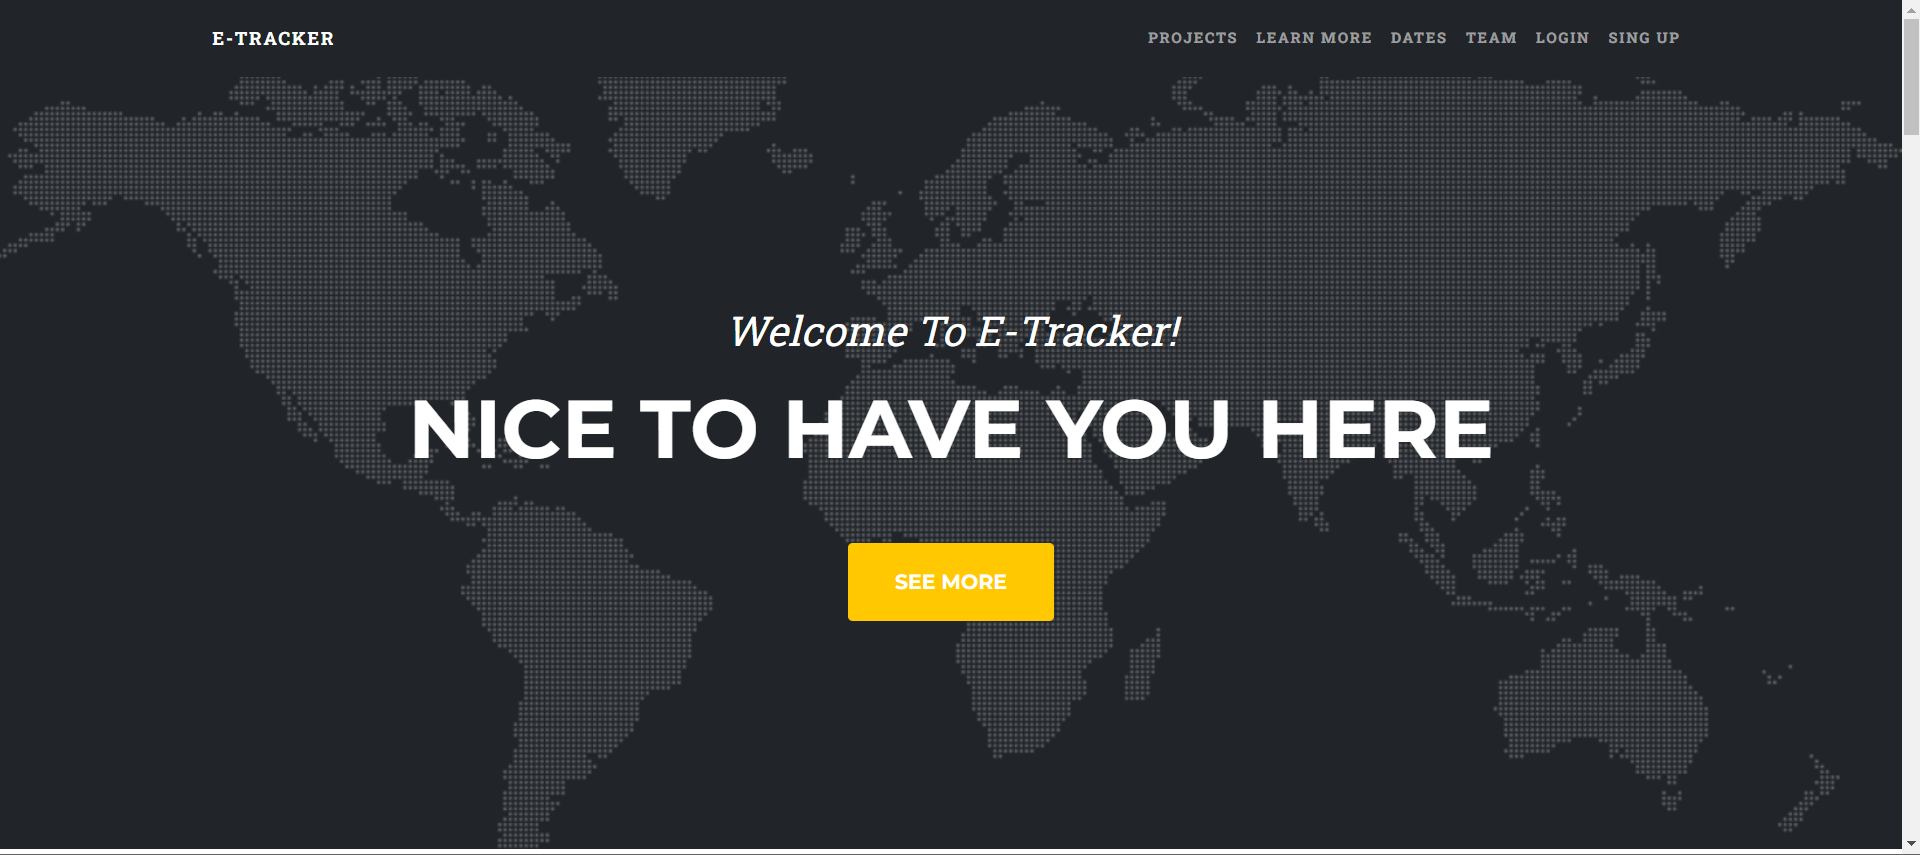 E-TRACKER
PROJECTS LEARN MORE DATES TEAM LOGIN SING UP
Welcome To E-Tracker!
NICE TO HAVE YOU HERE
SEE MORE